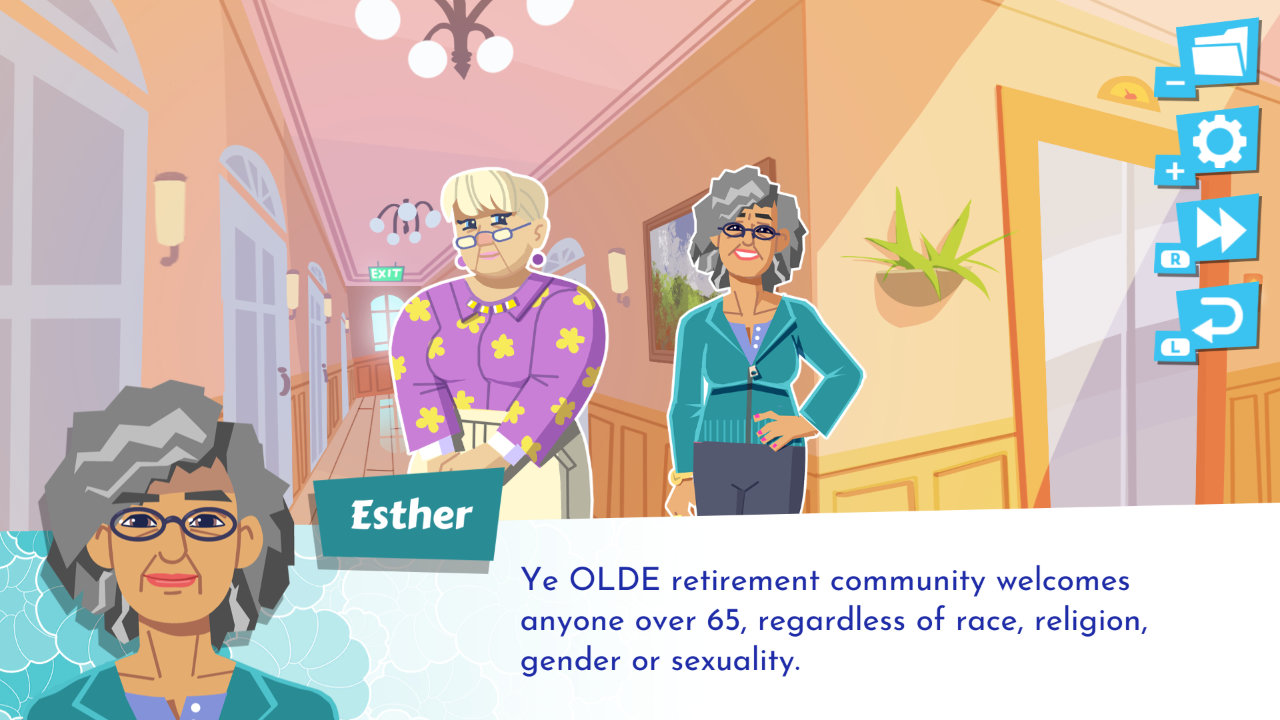 EXIT
−
+
R
L
Esther
Ye OLDE retirement community welcomes
anyone over 65, regardless of race, religion,
gender or sexuality.